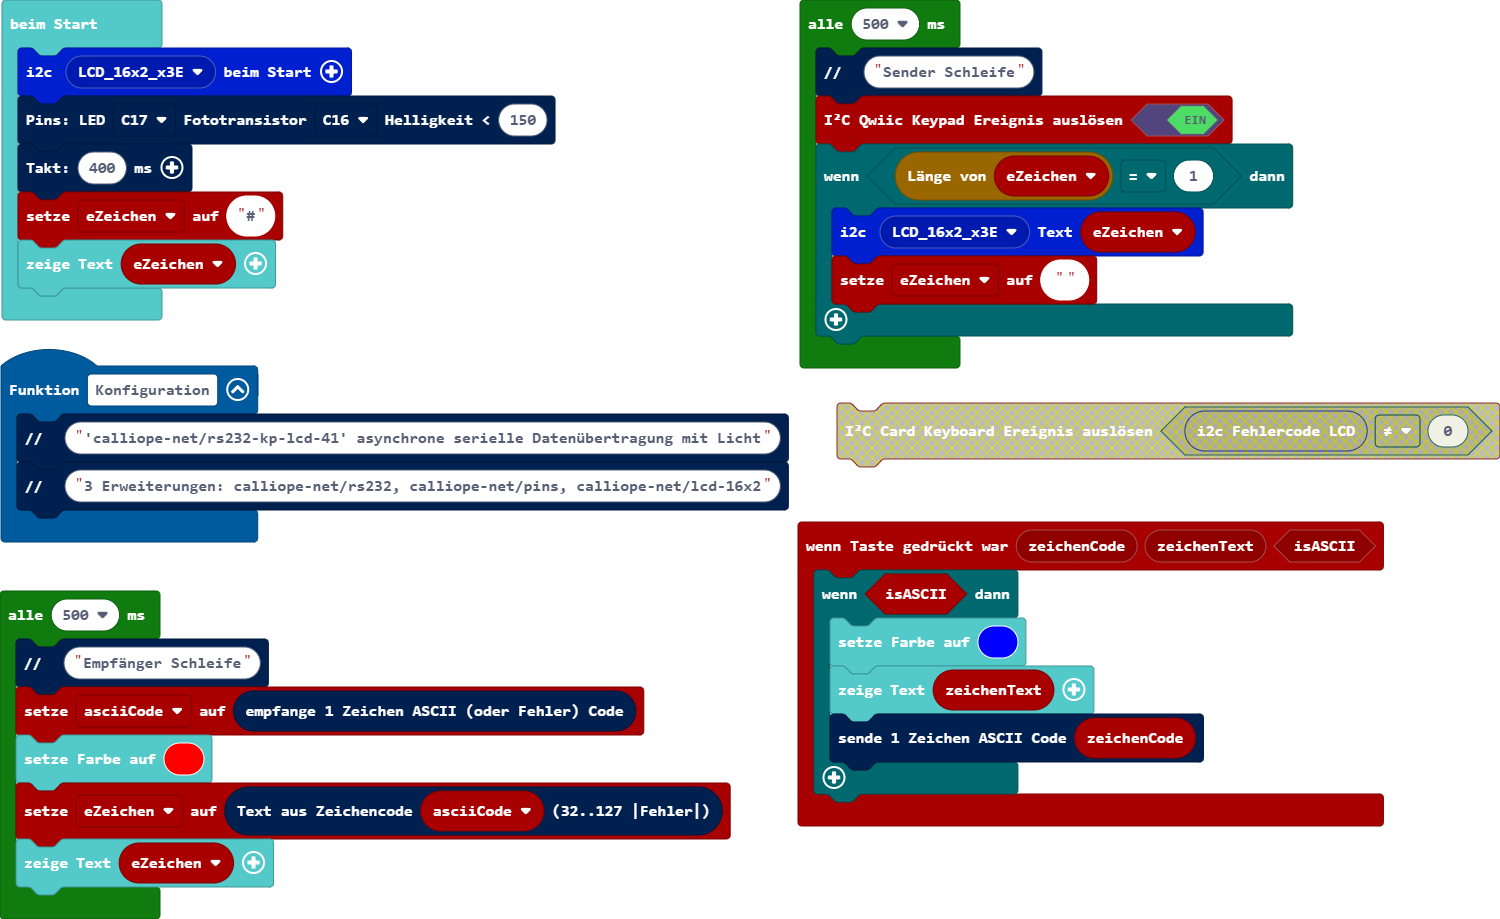 beim Start
i2c LCD_16x2_x3E beim Start
Pins: LED C17 Fototransistor C16 Helligkeit < 150
Takt: 400 ms
setze eZeichen auf "#"
zeige Text eZeichen
Funktion Konfiguration
// "'calliope-net/rs232-kp-lcd-41' asynchrone serielle Datenübertragung mit Licht"
// "3 Erweiterungen: calliope-net/rs232, calliope-net/pins, calliope-net/lcd-16x2"
alle 500 ms
// "Empfänger Schleife"
setze asciiCode auf empfange 1 Zeichen ASCII (oder Fehler) Code
setze Farbe auf
setze eZeichen auf Text aus Zeichencode asciiCode (32..127 |Fehler|)
zeige Text eZeichen
alle 500 ms
// "Sender Schleife"
I²C Qwiic Keypad Ereignis auslösen EIN
wenn Länge von eZeichen = 1 dann
i2c LCD_16x2_x3E Text eZeichen
setze eZeichen auf " "
I²C Card Keyboard Ereignis auslösen i2c Fehlercode LCD ≠ 0
wenn Taste gedrückt war zeichenCode zeichenText isASCII
wenn isASCII dann
setze Farbe auf
zeige Text zeichenText
sende 1 Zeichen ASCII Code zeichenCode